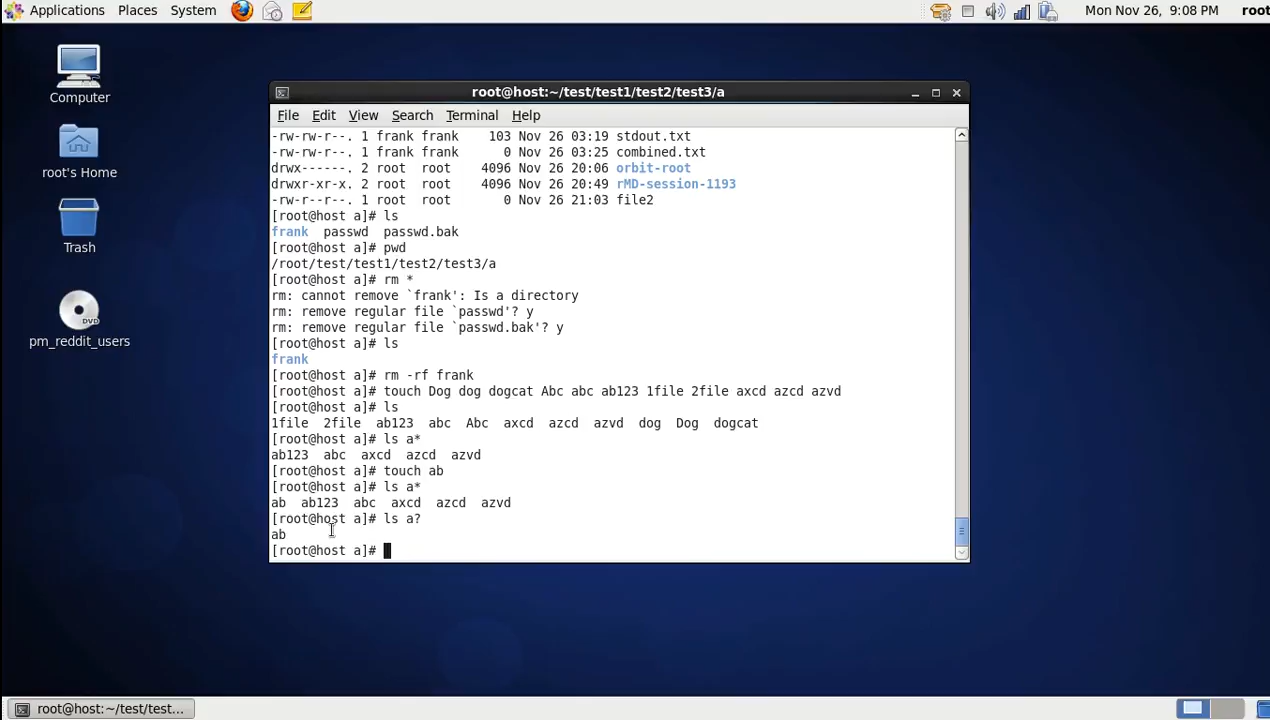 Applications Places System Mon Nov 26, 9:08 PM root
Computer
root's Home
Trash
DVD
pm_reddit_users
root@host:~/test/test1/test2/test3/a
File Edit View Search Terminal Help
-rw-rw-r--. 1 frank frank    103 Nov 26 03:19 stdout.txt
-rw-rw-r--. 1 frank frank      0 Nov 26 03:25 combined.txt
drwx------. 2 root  root    4096 Nov 26 20:06 orbit-root
drwxr-xr-x. 2 root  root    4096 Nov 26 20:49 rMD-session-1193
-rw-r--r--. 1 root  root       0 Nov 26 21:03 file2
[root@host a]# ls
frank  passwd  passwd.bak
[root@host a]# pwd
/root/test/test1/test2/test3/a
[root@host a]# rm *
rm: cannot remove `frank': Is a directory
rm: remove regular file `passwd'? y
rm: remove regular file `passwd.bak'? y
[root@host a]# ls
frank
[root@host a]# rm -rf frank
[root@host a]# touch Dog dog dogcat Abc abc ab123 1file 2file axcd azcd azvd
[root@host a]# ls
1file  2file  ab123  abc  Abc  axcd  azcd  azvd  dog  Dog  dogcat
[root@host a]# ls a*
ab123  abc  axcd  azcd  azvd
[root@host a]# touch ab
[root@host a]# ls a*
ab  ab123  abc  axcd  azcd  azvd
[root@host a]# ls a?
ab
[root@host a]#
root@host:~/test/test...